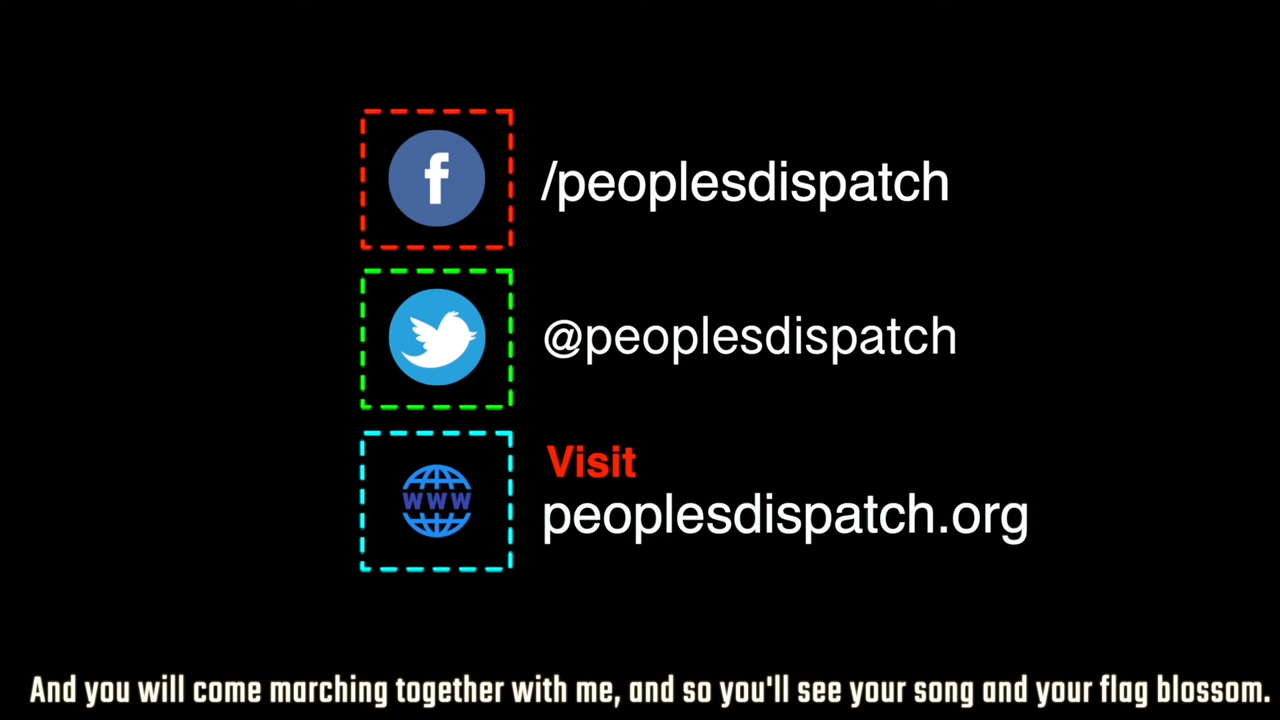 f
/peoplesdispatch
@peoplesdispatch
Visit
www
peoplesdispatch.org
And you will come marching together with me, and so you'll see your song and your flag blossom.